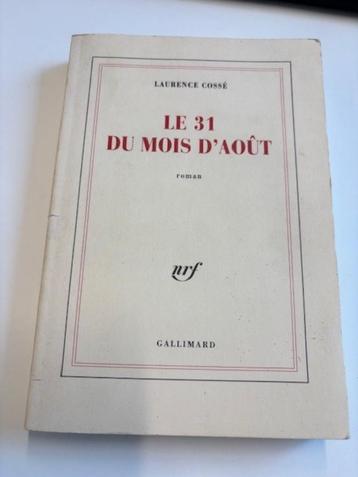 LAURENCE COSSÉ
LE 31
DU MOIS D'AOÛT
roman
nrf
GALLIMARD